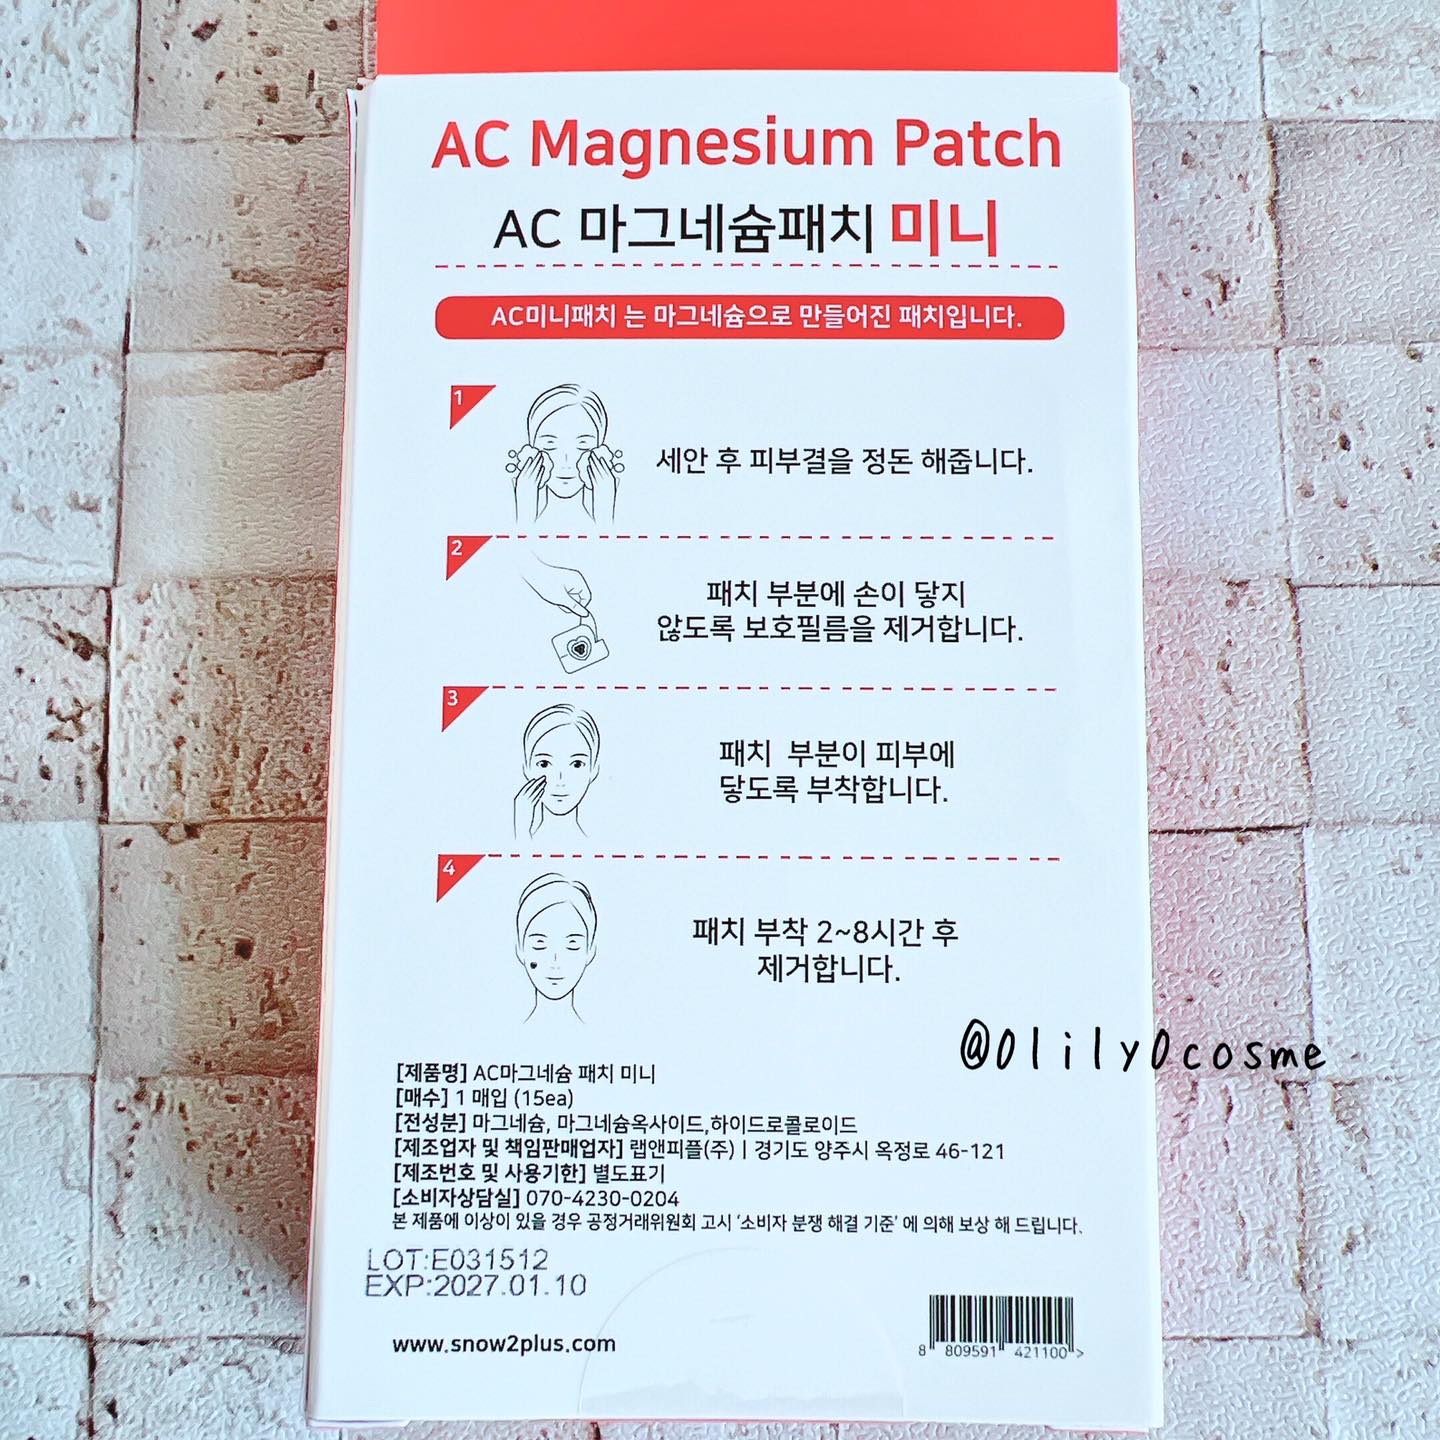 AC Magnesium Patch
AC 마그네슘패치 미니
AC미니패치 는 마그네슘으로 만들어진 패치입니다.
1
세안 후 피부결을 정돈 해줍니다.
2
패치 부분에 손이 닿지
않도록 보호필름을 제거합니다.
3
패치 부분이 피부에
닿도록 부착합니다.
4
패치 부착 2~8시간 후
제거합니다.
@0lily0cosme
[제품명] AC마그네슘 패치 미니
[매수] 1 매입 (15ea)
[전성분] 마그네슘, 마그네슘옥사이드,하이드로콜로이드
[제조업자 및 책임판매업자] 랩앤피플(주) | 경기도 양주시 옥정로 46-121
[제조번호 및 사용기한] 별도표기
[소비자상담실] 070-4230-0204
본 제품에 이상이 있을 경우 공정거래위원회 고시 '소비자 분쟁 해결 기준' 에 의해 보상 해 드립니다.
LOT:E031512
EXP:2027.01.10
www.snow2plus.com
8 809591 421100 >